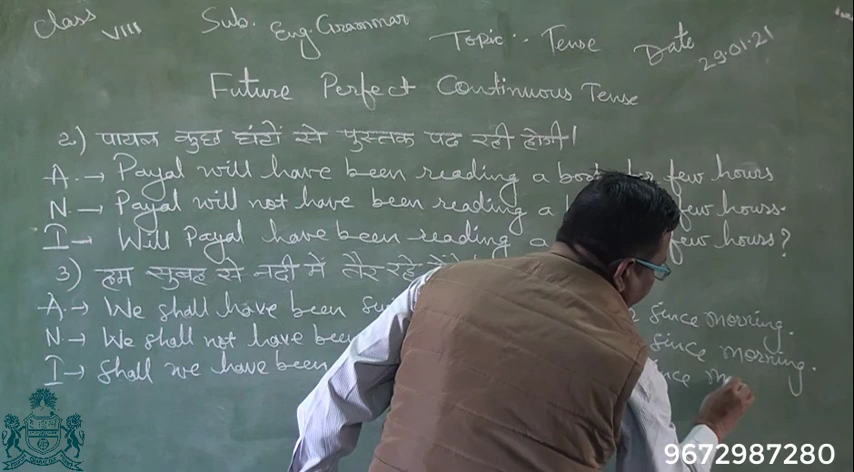 Class VIII Sub. Eng. Grammar Topic:- Tense Date 29.01.21
Future Perfect Continuous Tense
2) पायल कुछ घंटों से पुस्तक पढ़ रही होगी।
A.→ Payal will have been reading a book for few hours
N→ Payal will not have been reading a few hours.
I→ Will Payal have been reading a few hours?
3) हम सुबह से नदी में तैर रहे
A.→ We shall have been since morning.
N→ We shall not have been since morning.
I→ Shall we have been
9672987280